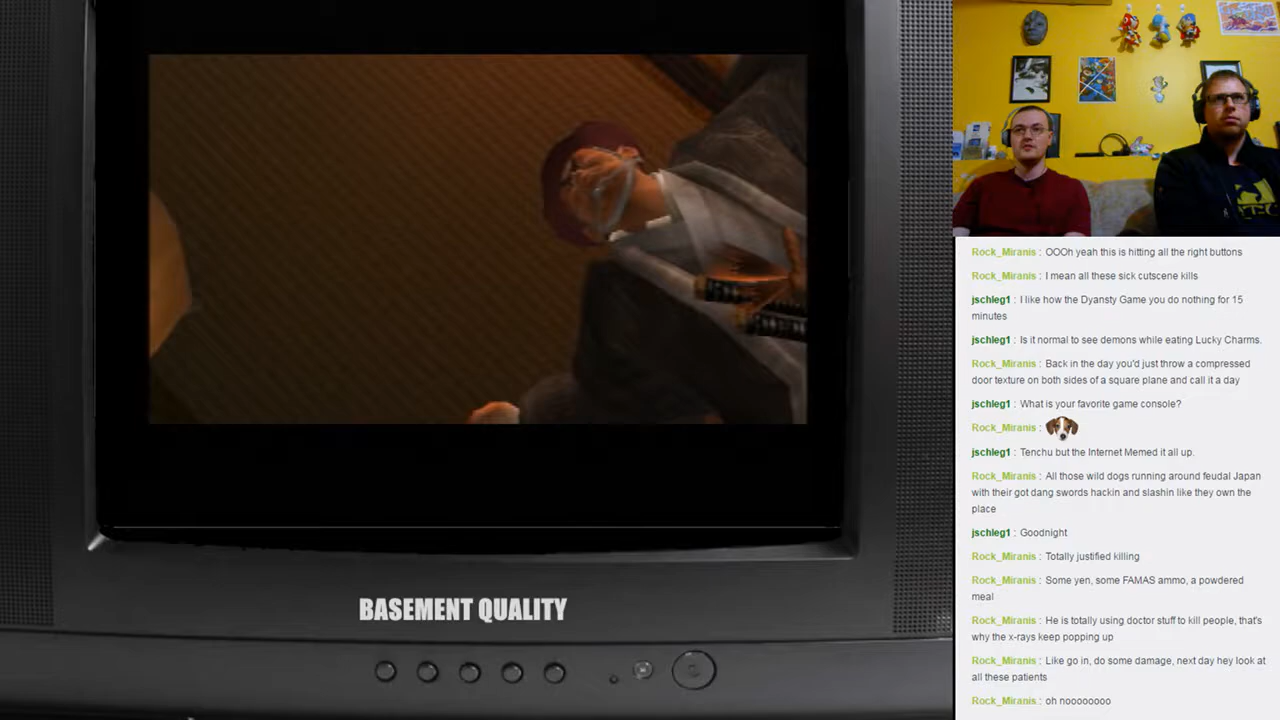 Rock_Miranis : OOOh yeah this is hitting all the right buttons
Rock_Miranis : I mean all these sick cutscene kills
jschleg1 : I like how the Dyansty Game you do nothing for 15
minutes
jschleg1 : Is it normal to see demons while eating Lucky Charms.
Rock_Miranis : Back in the day you'd just throw a compressed
door texture on both sides of a square plane and call it a day
jschleg1 : What is your favorite game console?
Rock_Miranis :
jschleg1 : Tenchu but the Internet Memed it all up.
Rock_Miranis : All those wild dogs running around feudal Japan
with their got dang swords hackin and slashin like they own the
place
jschleg1 : Goodnight
Rock_Miranis : Totally justified killing
Rock_Miranis : Some yen, some FAMAS ammo, a powdered
meal
Rock_Miranis : He is totally using doctor stuff to kill people, that's
why the x-rays keep popping up
Rock_Miranis : Like go in, do some damage, next day hey look at
all these patients
Rock_Miranis : oh noooooooo
BASEMENT QUALITY